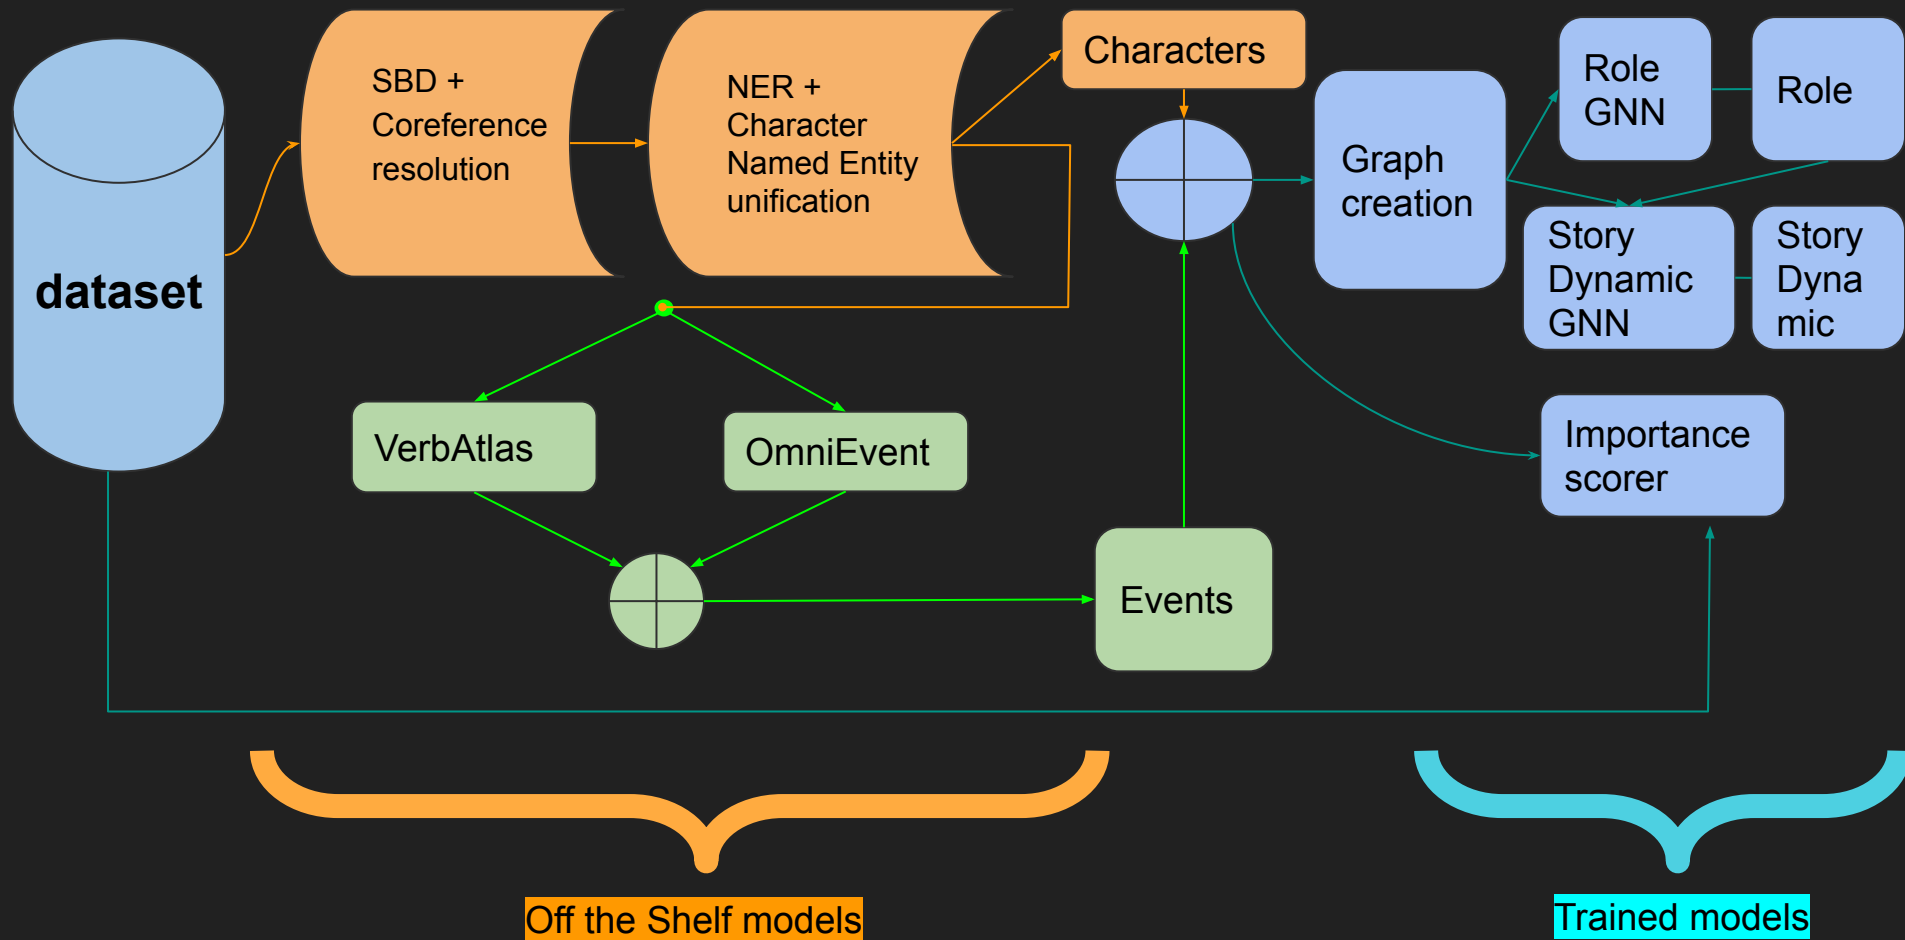 dataset
SBD +
Coreference
resolution
NER +
Character
Named Entity
unification
Characters
Graph
creation
Role
GNN
Role
Story
Dynamic
GNN
Story
Dyna
mic
VerbAtlas
OmniEvent
Importance
scorer
Events
Off the Shelf models
Trained models